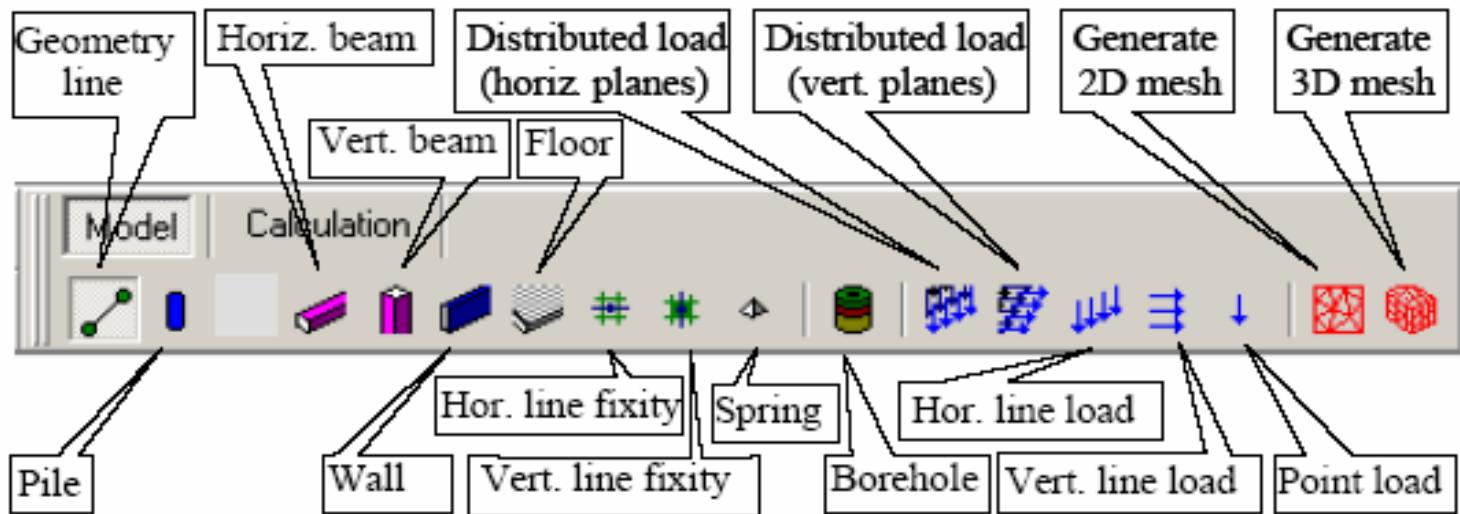 Geometry
line
Horiz. beam
Distributed load
(horiz. planes)
Distributed load
(vert. planes)
Generate
2D mesh
Generate
3D mesh
Vert. beam
Floor
Model
Calculation
Hor. line fixity
Spring
Hor. line load
Pile
Wall
Vert. line fixity
Borehole
Vert. line load
Point load